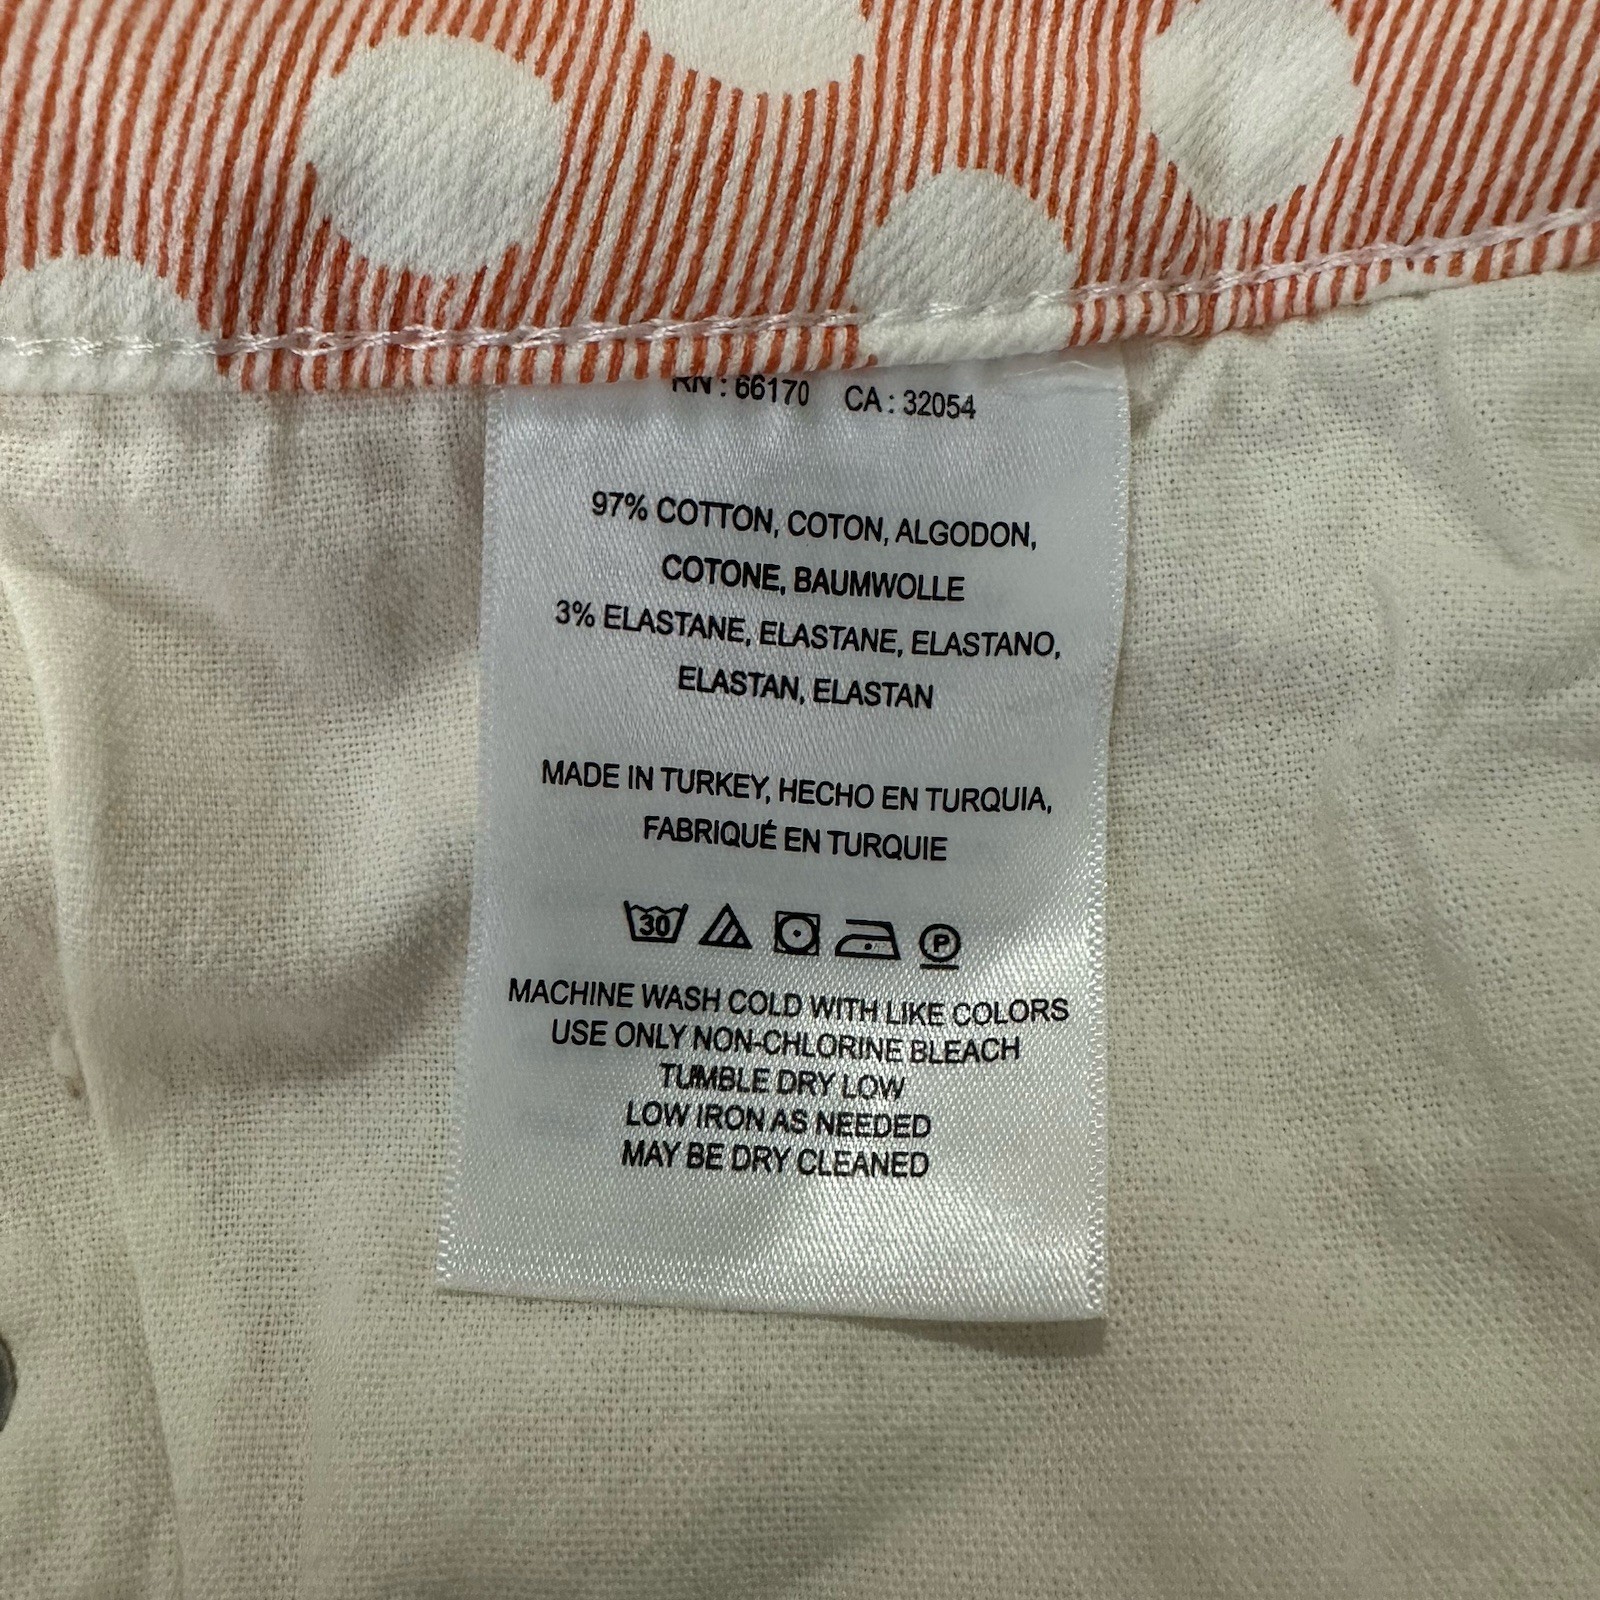 RN : 66170 CA : 32054
97% COTTON, COTON, ALGODON,
COTONE, BAUMWOLLE
3% ELASTANE, ELASTANE, ELASTANO,
ELASTAN, ELASTAN
MADE IN TURKEY, HECHO EN TURQUIA,
FABRIQUÉ EN TURQUIE
30 P
MACHINE WASH COLD WITH LIKE COLORS
USE ONLY NON-CHLORINE BLEACH
TUMBLE DRY LOW
LOW IRON AS NEEDED
MAY BE DRY CLEANED